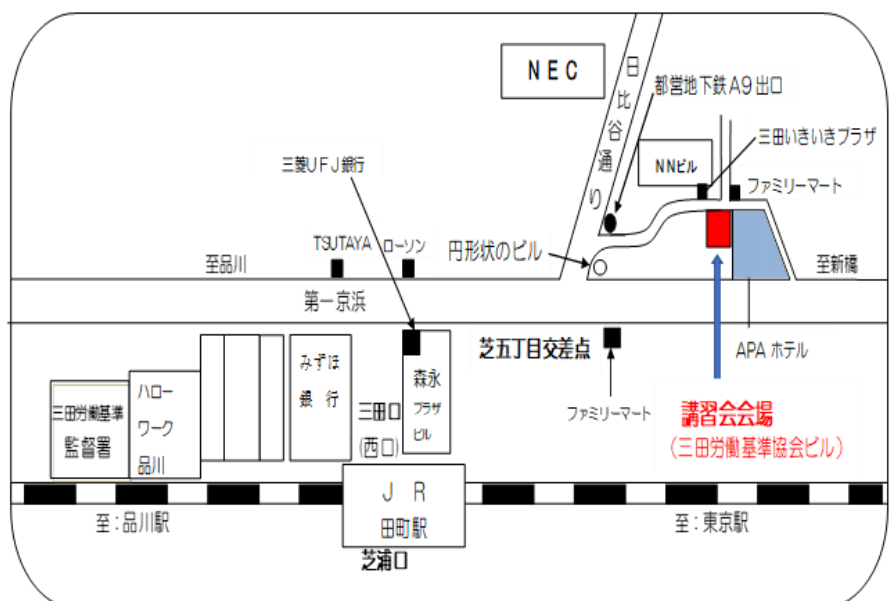 NEC
日比谷通り
都営地下鉄A9出口
三田いきいきプラザ
三菱UFJ銀行
NNビル
ファミリーマート
TSUTAYA
ローソン
円形状のビル
至品川
至新橋
第一京浜
芝五丁目交差点
APAホテル
みずほ
銀行
森永
プラザ
ビル
ハロー
ワーク
品川
三田労働基準
監督署
三田口
(西口)
ファミリーマート
講習会会場
(三田労働基準協会ビル)
JR
田町駅
至:品川駅
至:東京駅
芝浦口